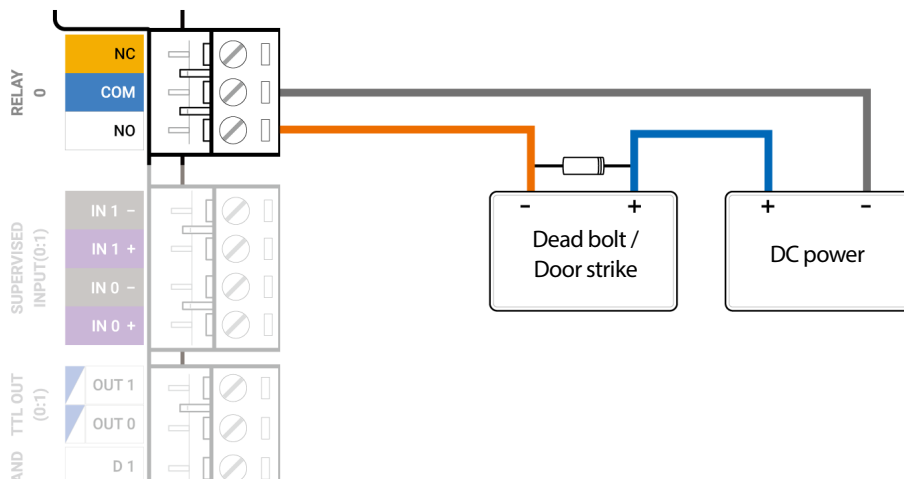 RELAY
0
NC
COM
NO
SUPERVISED
INPUT(0:1)
IN 1 −
IN 1 +
IN 0 −
IN 0 +
TTL OUT
(0:1)
OUT 1
OUT 0
AND
D 1
- +
Dead bolt /
Door strike
+ -
DC power